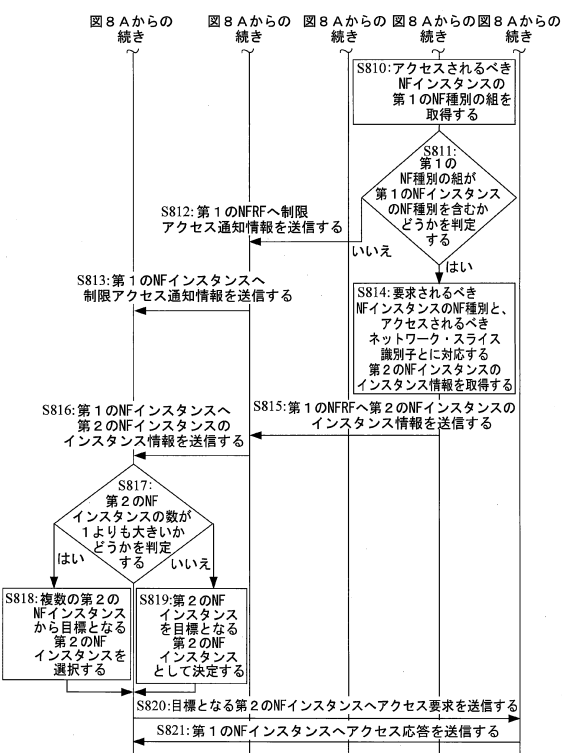 図８Ａからの
続き
図８Ａからの
続き
図８Ａからの
続き
図８Ａからの
続き
図８Ａからの
続き
S810:アクセスされるべき
NFインスタンスの
第１のNF種別の組を
取得する
S811:
第１の
NF種別の組が
第１のNFインスタンス
のNF種別を含むか
どうかを判定
する
S812:第１のNFRFへ制限
アクセス通知情報を送信する
いいえ
はい
S813:第１のNFインスタンスへ
制限アクセス通知情報を送信する
S814:要求されるべき
NFインスタンスのNF種別と、
アクセスされるべき
ネットワーク・スライス
識別子とに対応する
第２のNFインスタンスの
インスタンス情報を取得する
S815:第１のNFRFへ第２のNFインスタンスの
インスタンス情報を送信する
S816:第１のNFインスタンスへ
第２のNFインスタンスの
インスタンス情報を送信する
S817:
第２のNF
インスタンスの数が
１よりも大きいか
どうかを判定
する
はい
いいえ
S818:複数の第２の
NFインスタンス
から目標となる
第２のNF
インスタンスを
選択する
S819:第２のNF
インスタンス
を目標となる
第２のNF
インスタンス
として決定する
S820:目標となる第２のNFインスタンスへアクセス要求を送信する
S821:第１のNFインスタンスへアクセス応答を送信する